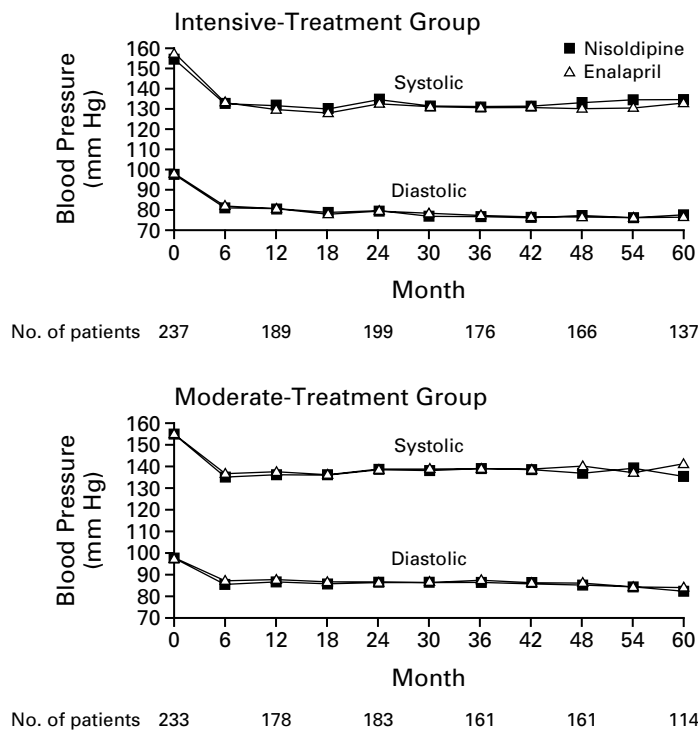 Intensive-Treatment Group
Nisoldipine
Enalapril
Blood Pressure
(mm Hg)
160
150
140
130
120
110
100
90
80
70
Systolic
Diastolic
0 6 12 18 24 30 36 42 48 54 60
Month
No. of patients 237 189 199 176 166 137
Moderate-Treatment Group
Blood Pressure
(mm Hg)
160
150
140
130
120
110
100
90
80
70
Systolic
Diastolic
0 6 12 18 24 30 36 42 48 54 60
Month
No. of patients 233 178 183 161 161 114